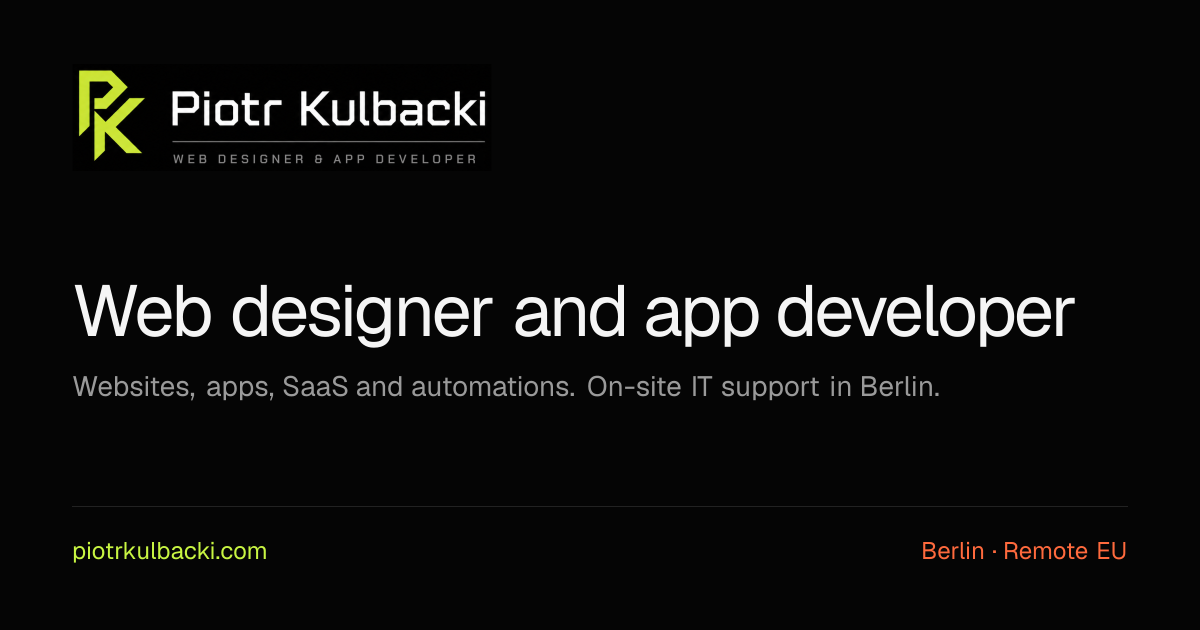 PK
Piotr Kulbacki
WEB DESIGNER & APP DEVELOPER
Web designer and app developer
Websites, apps, SaaS and automations. On-site IT support in Berlin.
piotrkulbacki.com
Berlin · Remote EU